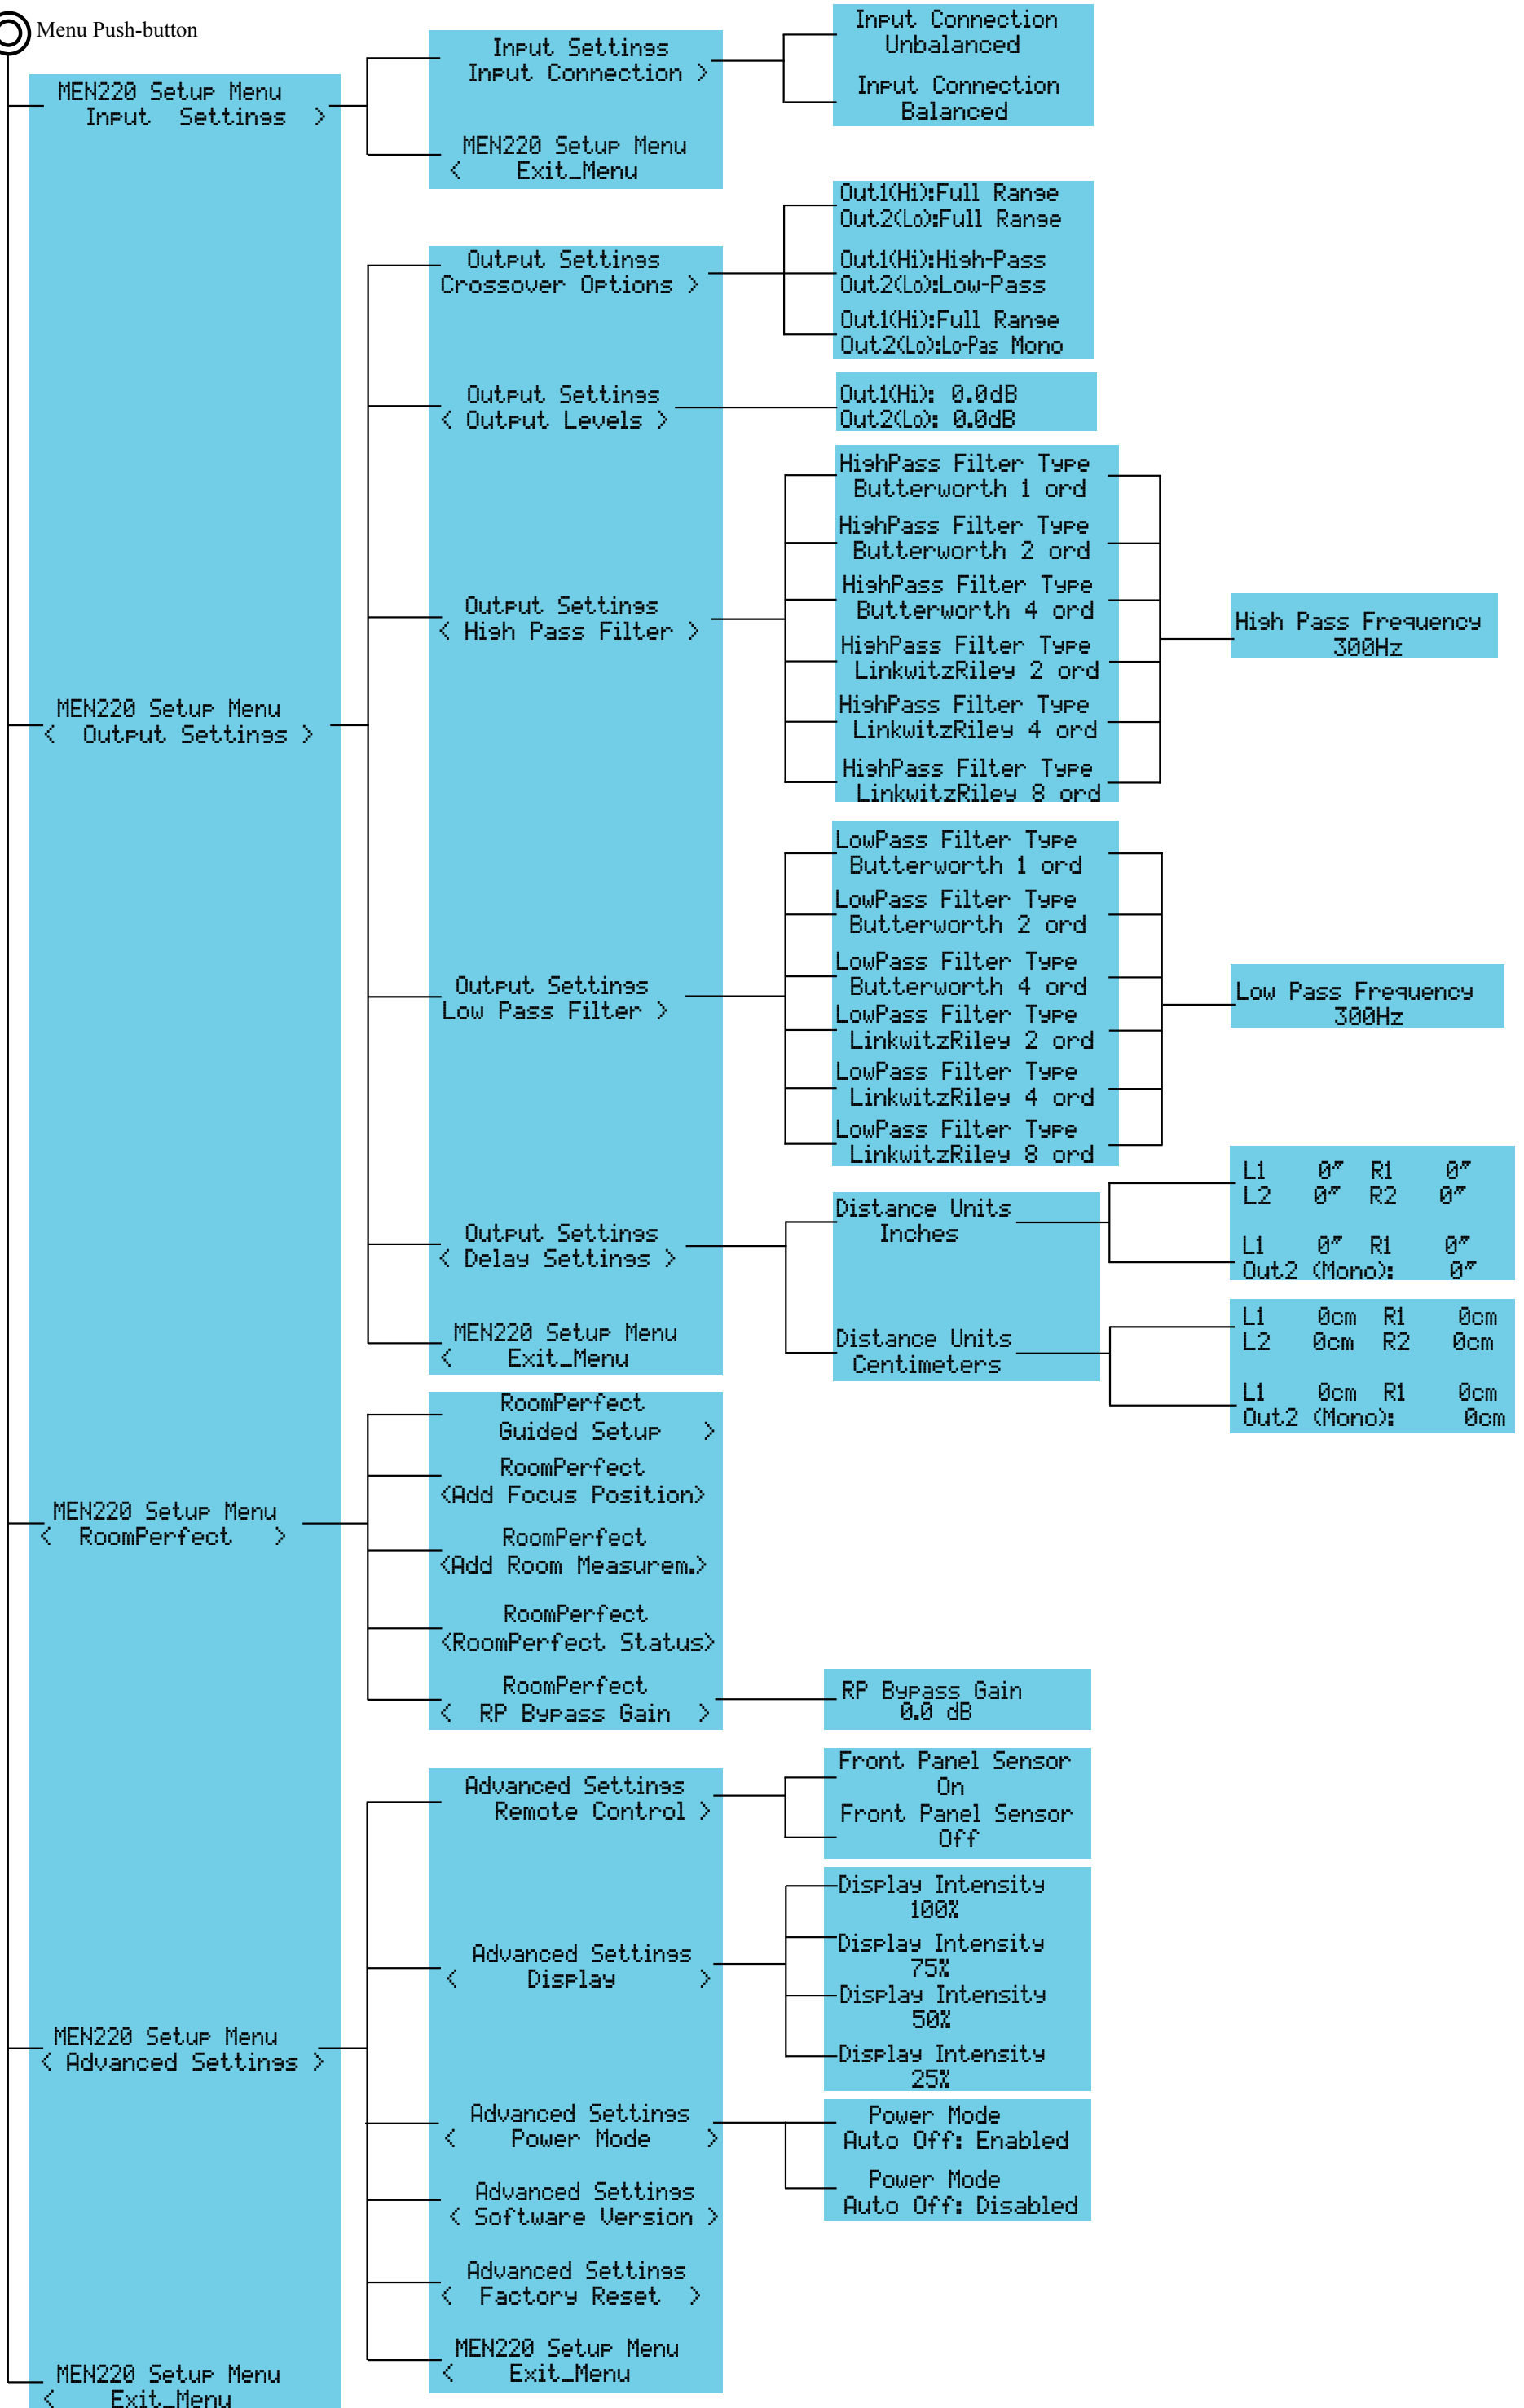 Menu Push-button
MEN220 Setup Menu
Input Settings >
Input Settings
Input Connection >
Input Connection
Unbalanced
Input Connection
Balanced
MEN220 Setup Menu
< Exit_Menu
MEN220 Setup Menu
< Output Settings >
Output Settings
Crossover Options >
Out1(Hi):Full Range
Out2(Lo):Full Range
Out1(Hi):High-Pass
Out2(Lo):Low-Pass
Out1(Hi):Full Range
Out2(Lo):Lo-Pas Mono
Output Settings
< Output Levels >
Out1(Hi): 0.0dB
Out2(Lo): 0.0dB
Output Settings
< High Pass Filter >
HighPass Filter Type
Butterworth 1 ord
HighPass Filter Type
Butterworth 2 ord
HighPass Filter Type
Butterworth 4 ord
HighPass Filter Type
LinkwitzRiley 2 ord
HighPass Filter Type
LinkwitzRiley 4 ord
HighPass Filter Type
LinkwitzRiley 8 ord
High Pass Frequency
300Hz
Output Settings
Low Pass Filter >
LowPass Filter Type
Butterworth 1 ord
LowPass Filter Type
Butterworth 2 ord
LowPass Filter Type
Butterworth 4 ord
LowPass Filter Type
LinkwitzRiley 2 ord
LowPass Filter Type
LinkwitzRiley 4 ord
LowPass Filter Type
LinkwitzRiley 8 ord
Low Pass Frequency
300Hz
Output Settings
< Delay Settings >
Distance Units
Inches
L1 0" R1 0"
L2 0" R2 0"
L1 0" R1 0"
Out2 (Mono): 0"
Distance Units
Centimeters
L1 0cm R1 0cm
L2 0cm R2 0cm
L1 0cm R1 0cm
Out2 (Mono): 0cm
MEN220 Setup Menu
< Exit_Menu
MEN220 Setup Menu
< RoomPerfect >
RoomPerfect
Guided Setup >
RoomPerfect
<Add Focus Position>
RoomPerfect
<Add Room Measurem.>
RoomPerfect
<RoomPerfect Status>
RoomPerfect
< RP Bypass Gain >
RP Bypass Gain
0.0 dB
MEN220 Setup Menu
< Advanced Settings >
Advanced Settings
Remote Control >
Front Panel Sensor
On
Front Panel Sensor
Off
Advanced Settings
< Display >
Display Intensity
100%
Display Intensity
75%
Display Intensity
50%
Display Intensity
25%
Advanced Settings
< Power Mode >
Power Mode
Auto Off: Enabled
Power Mode
Auto Off: Disabled
Advanced Settings
< Software Version >
Advanced Settings
< Factory Reset >
MEN220 Setup Menu
< Exit_Menu
MEN220 Setup Menu
< Exit_Menu